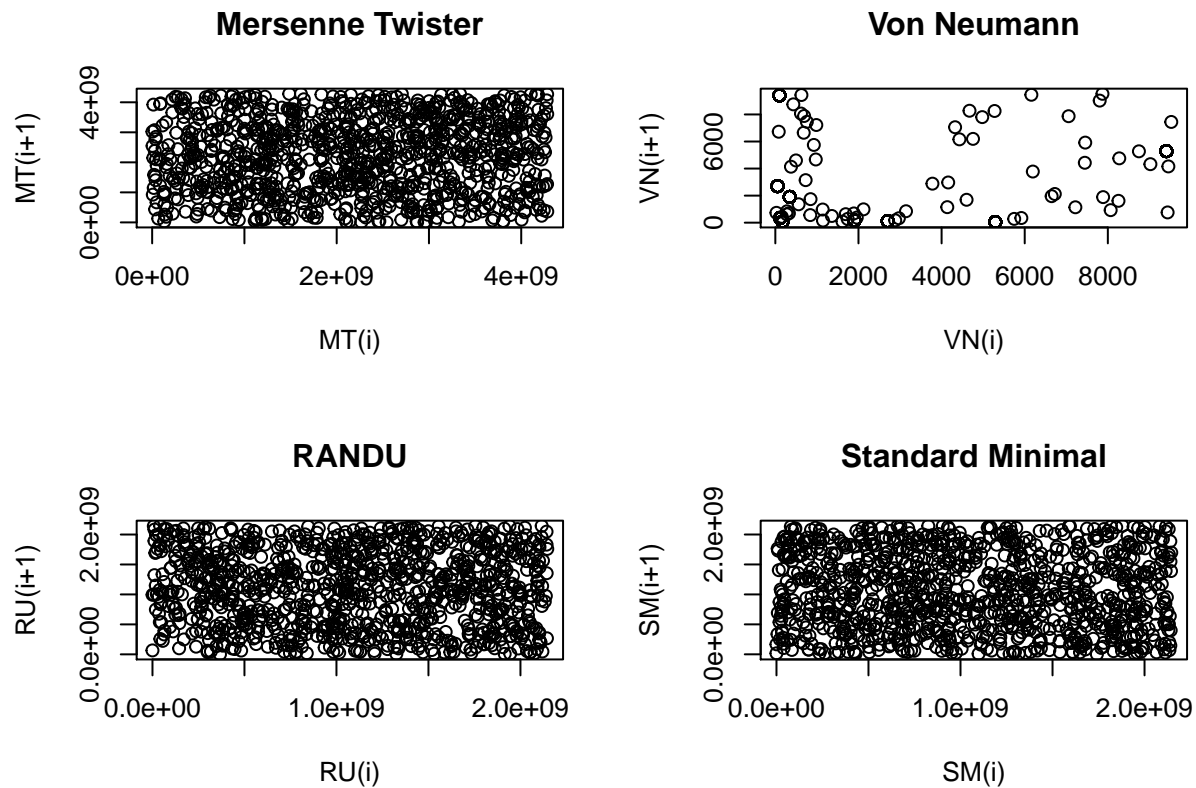 Mersenne Twister
MT(i+1)
0e+00 4e+09
0e+00 2e+09 4e+09
MT(i)
Von Neumann
VN(i+1)
0 6000
0 2000 4000 6000 8000
VN(i)
RANDU
RU(i+1)
0.0e+00 2.0e+09
0.0e+00 1.0e+09 2.0e+09
RU(i)
Standard Minimal
SM(i+1)
0.0e+00 2.0e+09
0.0e+00 1.0e+09 2.0e+09
SM(i)